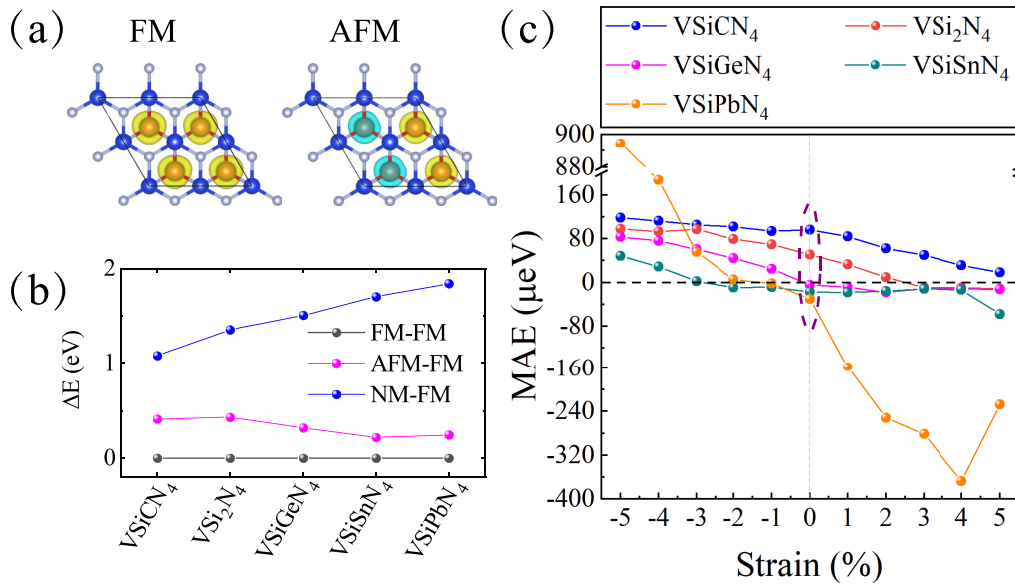 (a)
FM
AFM
(b)
ΔE (eV)
2
1
0
FM-FM
AFM-FM
NM-FM
VSiCN₄
VSi₂N₄
VSiGeN₄
VSiSnN₄
VSiPbN₄
(c)
VSiCN₄ VSi₂N₄
VSiGeN₄ VSiSnN₄
VSiPbN₄
MAE (μeV)
900
880
160
80
0
-80
-160
-240
-320
-400
-5 -4 -3 -2 -1 0 1 2 3 4 5
Strain (%)